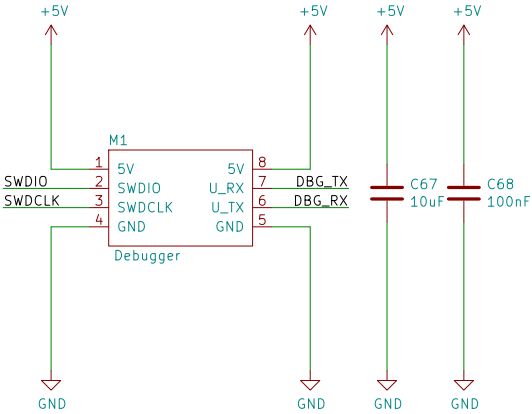 +5V +5V +5V +5V
M1
1 5V 5V 8
SWDIO 2 SWDIO U_RX 7 DBG_TX
SWDCLK 3 SWDCLK U_TX 6 DBG_RX
4 GND GND 5
Debugger
C67
10uF
C68
100nF
GND GND GND GND